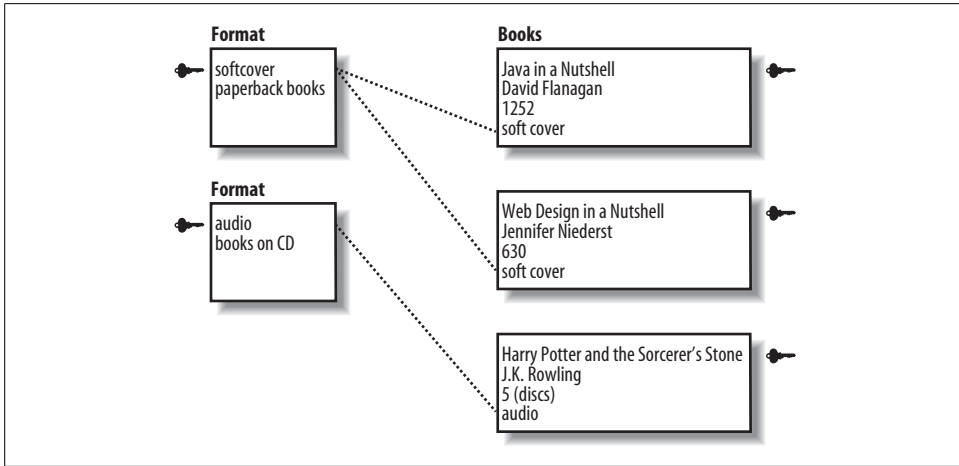 Format
softcover
paperback books
Format
audio
books on CD
Books
Java in a Nutshell
David Flanagan
1252
soft cover
Web Design in a Nutshell
Jennifer Niederst
630
soft cover
Harry Potter and the Sorcerer's Stone
J.K. Rowling
5 (discs)
audio